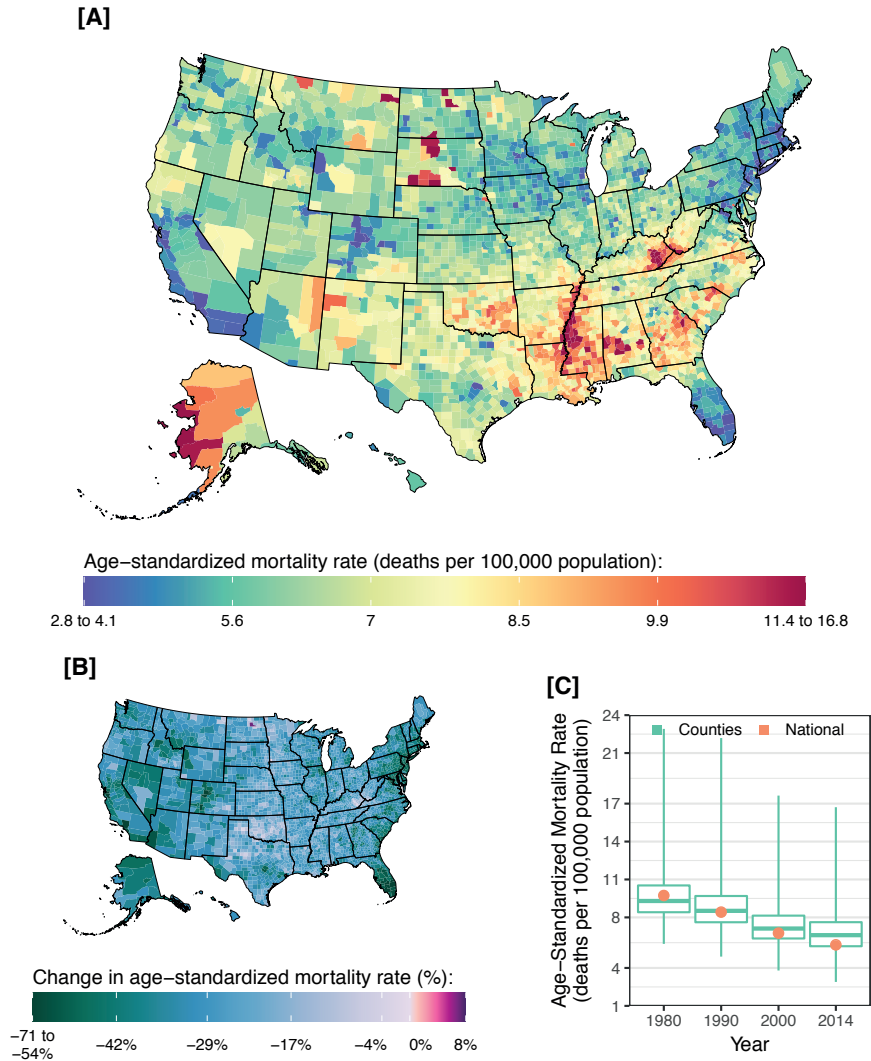 [A]
Age−standardized mortality rate (deaths per 100,000 population):
2.8 to 4.1 5.6 7 8.5 9.9 11.4 to 16.8
[B]
Change in age−standardized mortality rate (%):
−71 to −54% −42% −29% −17% −4% 0% 8%
[C]
Age−Standardized Mortality Rate
(deaths per 100,000 population)
Counties National
24
21
17
14
11
8
4
1
1980 1990 2000 2014
Year